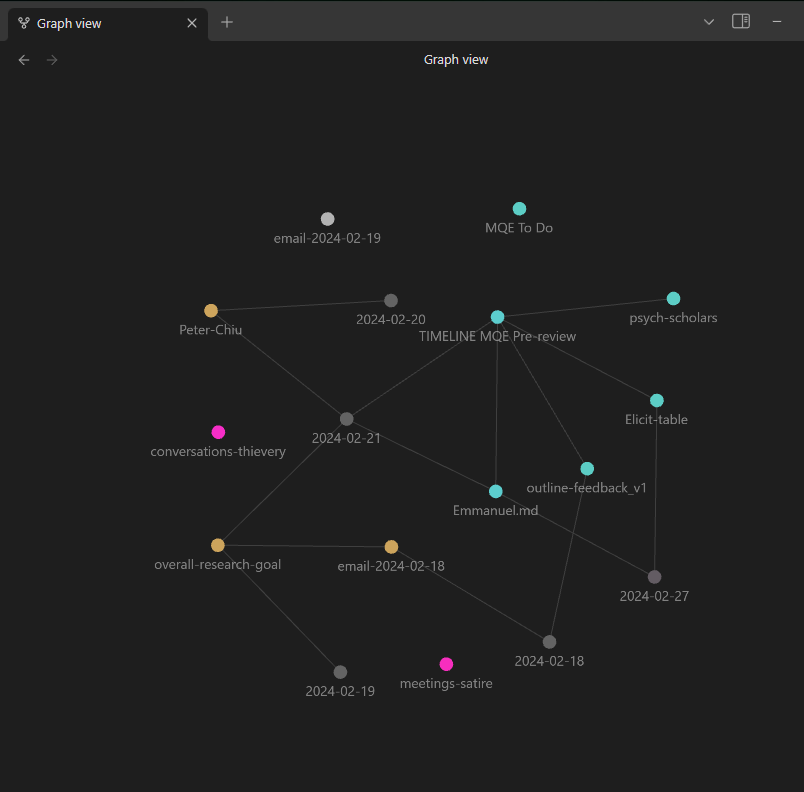 Graph view
Graph view
MQE To Do
email-2024-02-19
psych-scholars
2024-02-20
Peter-Chiu
TIMELINE MQE Pre-review
Elicit-table
2024-02-21
conversations-thievery
outline-feedback_v1
Emmanuel.md
overall-research-goal
email-2024-02-18
2024-02-27
2024-02-18
meetings-satire
2024-02-19